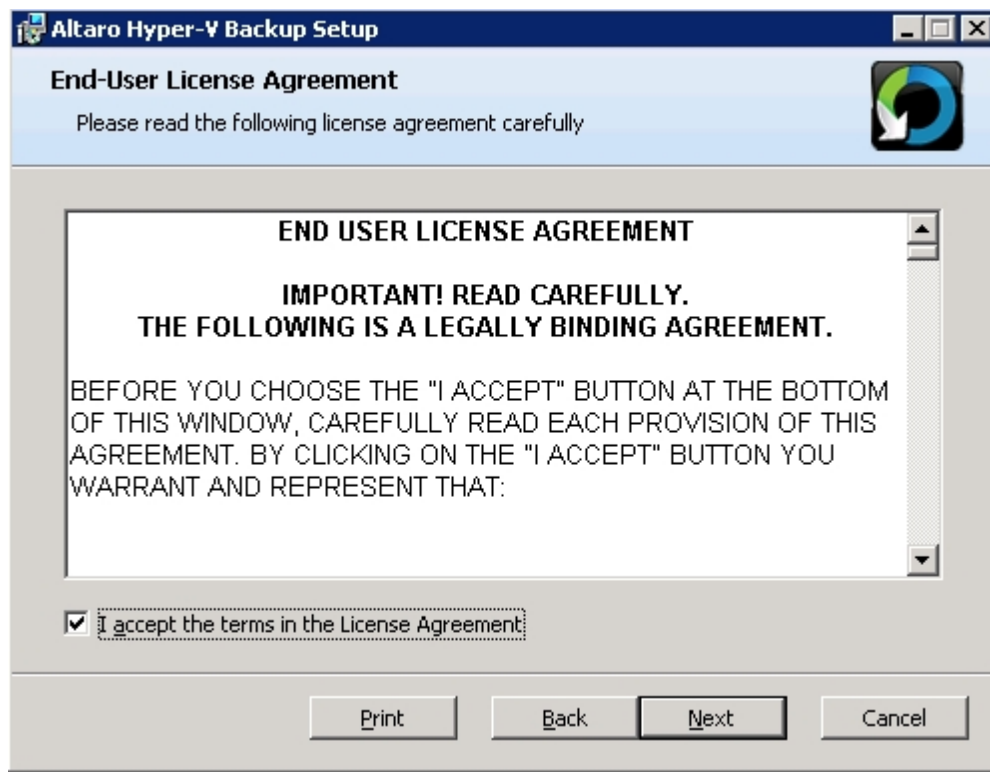 Altaro Hyper-V Backup Setup
End-User License Agreement
Please read the following license agreement carefully
END USER LICENSE AGREEMENT
IMPORTANT! READ CAREFULLY.
THE FOLLOWING IS A LEGALLY BINDING AGREEMENT.
BEFORE YOU CHOOSE THE "I ACCEPT" BUTTON AT THE BOTTOM
OF THIS WINDOW, CAREFULLY READ EACH PROVISION OF THIS
AGREEMENT. BY CLICKING ON THE "I ACCEPT" BUTTON YOU
WARRANT AND REPRESENT THAT:
I accept the terms in the License Agreement
Print Back Next Cancel